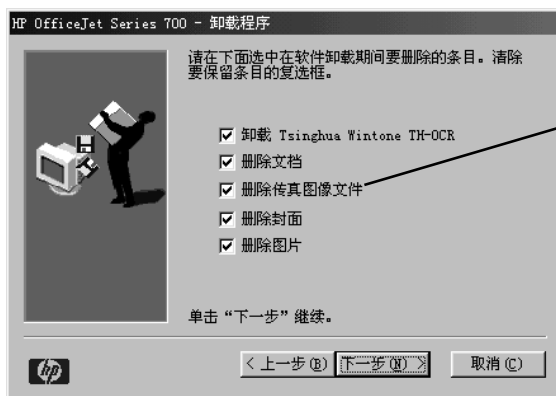 HP OfficeJet Series 700 - 卸载程序
请在下面选中在软件卸载期间要删除的条目。清除
要保留条目的复选框。
卸载 Tsinghua Wintone TH-OCR
删除文档
删除传真图像文件
删除封面
删除图片
单击“下一步”继续。
hp
< 上一步(B)
下一步(N) >
取消(C)